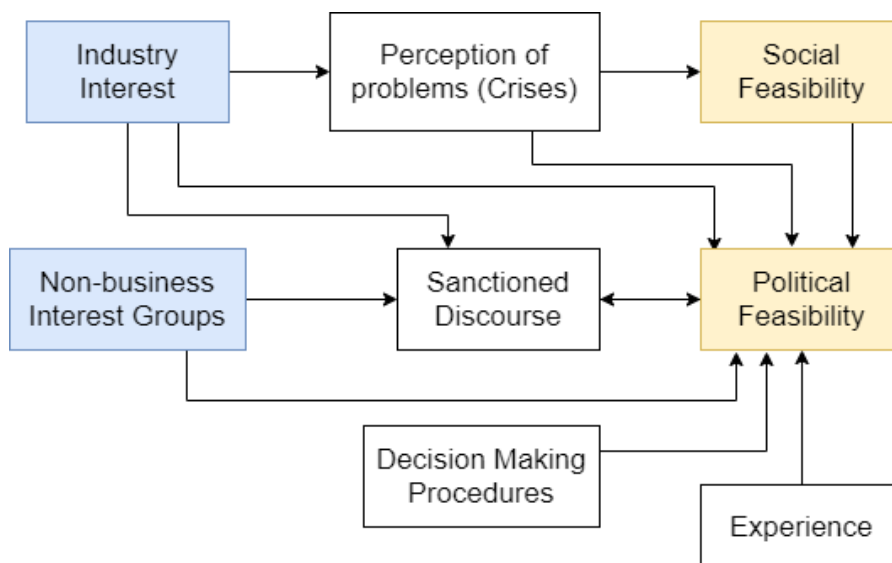 Industry
Interest
Perception of
problems (Crises)
Social
Feasibility
Non-business
Interest Groups
Sanctioned
Discourse
Political
Feasibility
Decision Making
Procedures
Experience